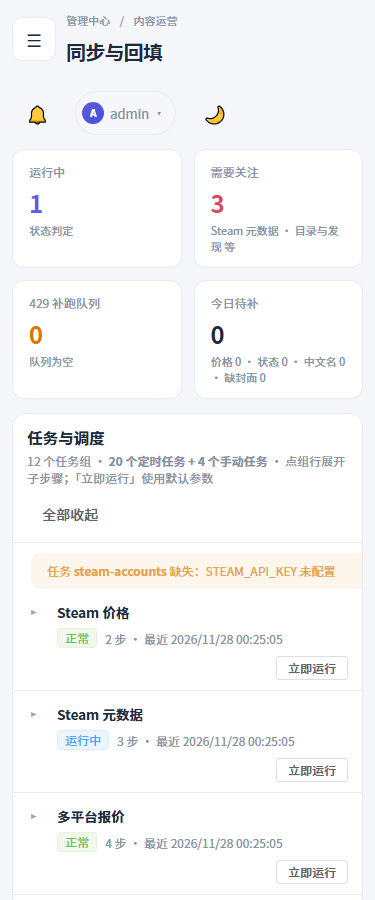 管理中心 / 内容运营
☰
同步与回填
A admin ▾
运行中
1
状态判定
需要关注
3
Steam 元数据 · 目录与发
现 等
429 补跑队列
0
队列为空
今日待补
0
价格 0 · 状态 0 · 中文名 0
· 缺封面 0
任务与调度
12 个任务组 · 20 个定时任务 + 4 个手动任务 · 点组行展开
子步骤；「立即运行」使用默认参数
全部收起
任务 steam-accounts 缺失：STEAM_API_KEY 未配置
▸ Steam 价格
正常 2 步 · 最近 2026/11/28 00:25:05
立即运行
▸ Steam 元数据
运行中 3 步 · 最近 2026/11/28 00:25:05
立即运行
▸ 多平台报价
正常 4 步 · 最近 2026/11/28 00:25:05
立即运行